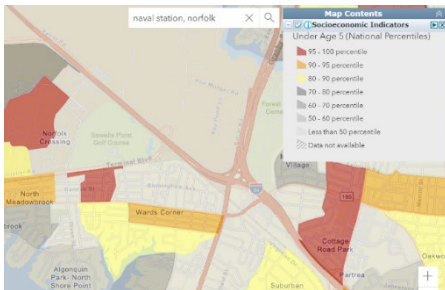 naval station, norfolk
Map Contents
Socioeconomic Indicators
Under Age 5 (National Percentiles)
95 - 100 percentile
90 - 95 percentile
80 - 90 percentile
70 - 80 percentile
60 - 70 percentile
50 - 60 percentile
Less than 50 percentile
Data not available
Norfolk
Crossing
Sewells Point
Golf Course
Terminal Blvd
Forest
Village
North
Meadowbrook
Wards Corner
brook
165
Cottage
Road Park
Algonquin
Park- North
Shore Point
Suburban
Partrea
Oakwo